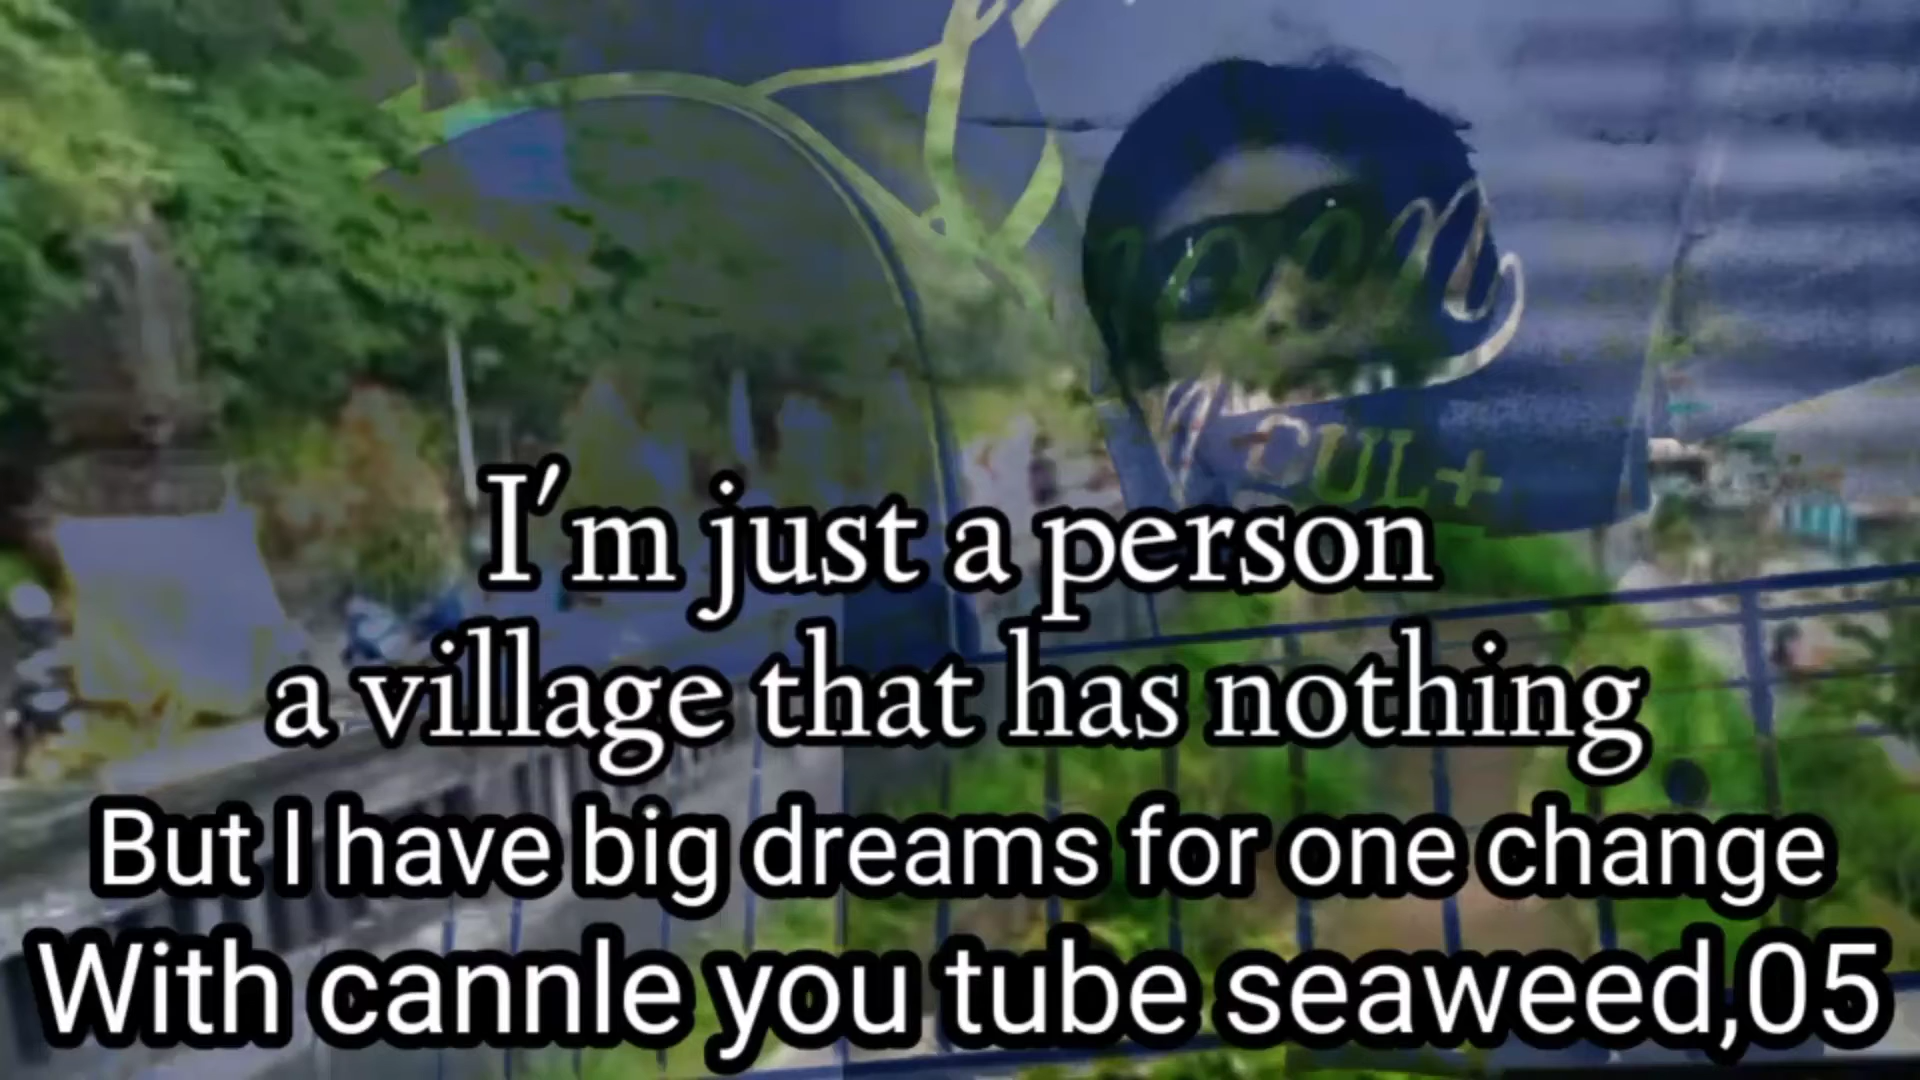 CUL+
I'm just a person
a village that has nothing
But I have big dreams for one change
With cannle you tube seaweed,05